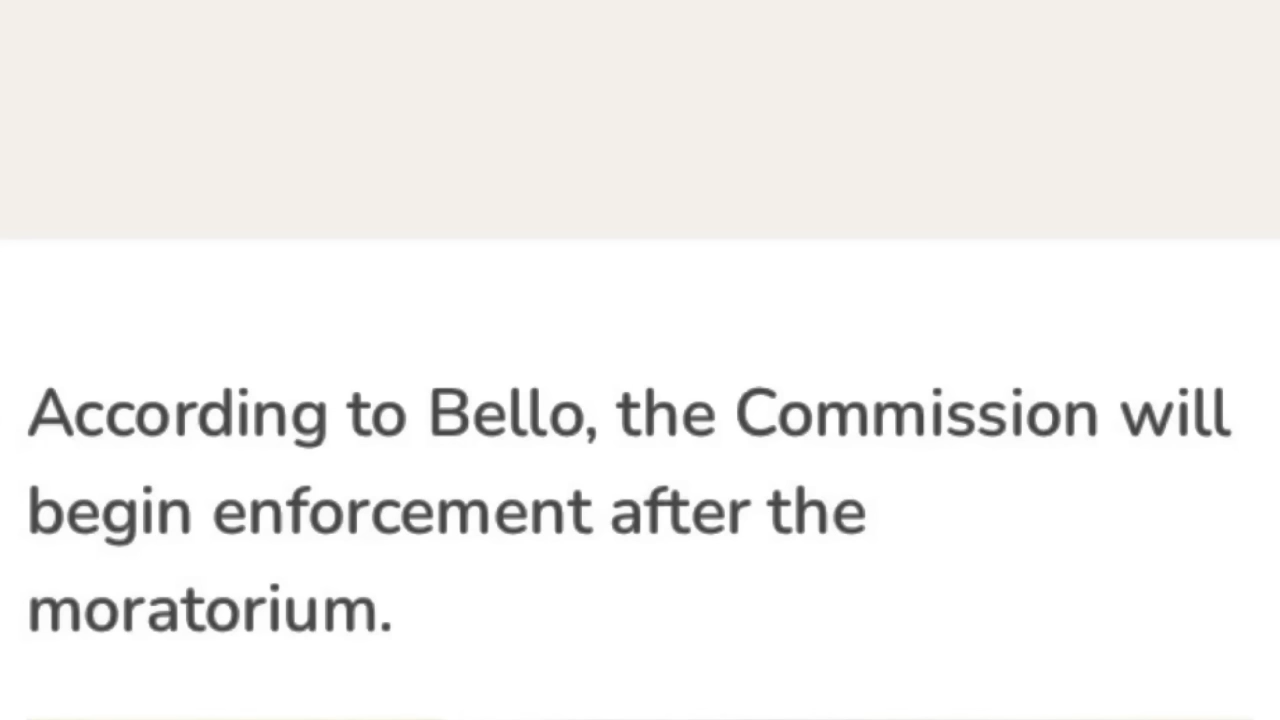 According to Bello, the Commission will
begin enforcement after the
moratorium.